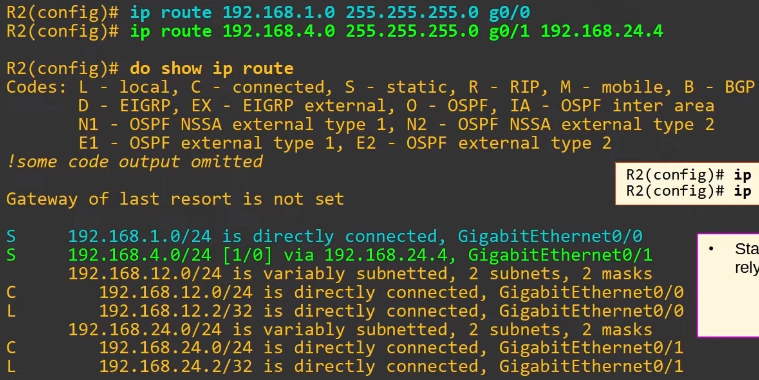 R2(config)# ip route 192.168.1.0 255.255.255.0 g0/0
R2(config)# ip route 192.168.4.0 255.255.255.0 g0/1 192.168.24.4
R2(config)# do show ip route
Codes: L - local, C - connected, S - static, R - RIP, M - mobile, B - BGP
D - EIGRP, EX - EIGRP external, O - OSPF, IA - OSPF inter area
N1 - OSPF NSSA external type 1, N2 - OSPF NSSA external type 2
E1 - OSPF external type 1, E2 - OSPF external type 2
!some code output omitted
R2(config)# ip
R2(config)# ip
Gateway of last resort is not set
S 192.168.1.0/24 is directly connected, GigabitEthernet0/0
S 192.168.4.0/24 [1/0] via 192.168.24.4, GigabitEthernet0/1
192.168.12.0/24 is variably subnetted, 2 subnets, 2 masks
C 192.168.12.0/24 is directly connected, GigabitEthernet0/0
L 192.168.12.2/32 is directly connected, GigabitEthernet0/0
192.168.24.0/24 is variably subnetted, 2 subnets, 2 masks
C 192.168.24.0/24 is directly connected, GigabitEthernet0/1
L 192.168.24.2/32 is directly connected, GigabitEthernet0/1
• Sta
rely